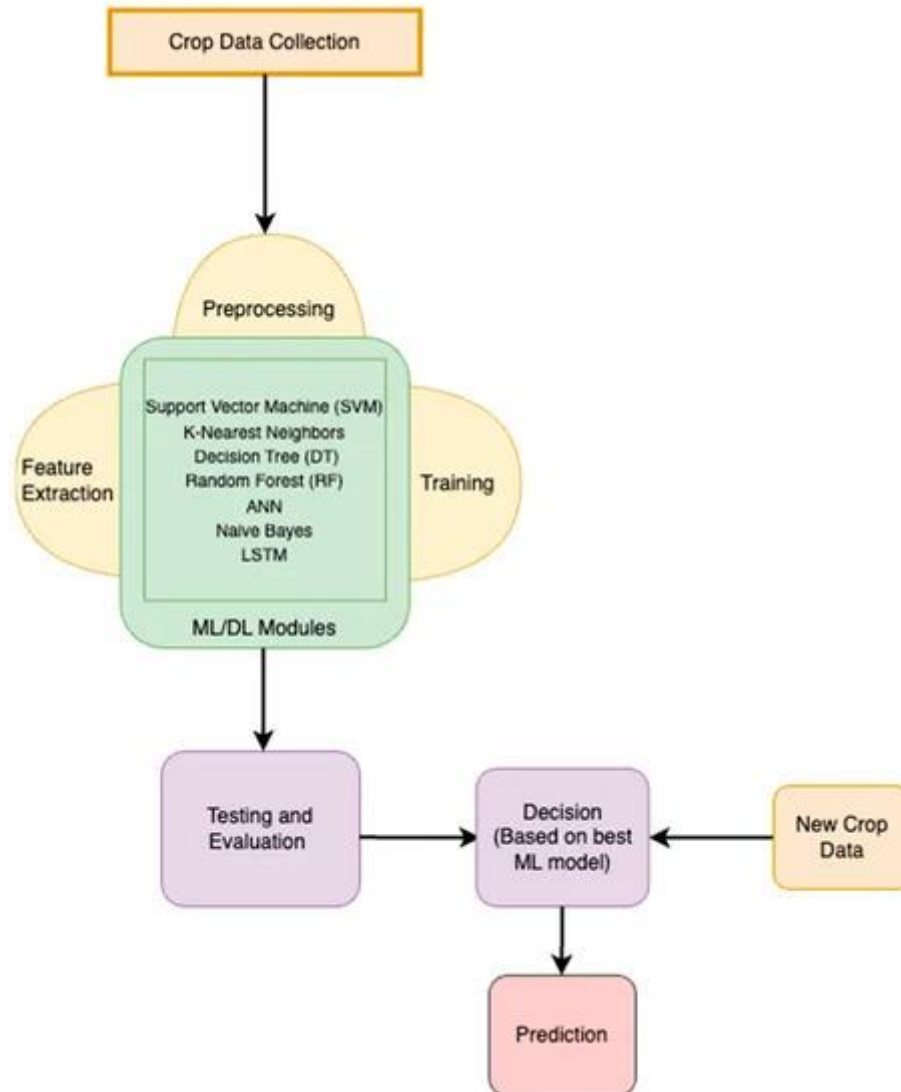 Crop Data Collection
Preprocessing
Feature
Extraction
Support Vector Machine (SVM)
K-Nearest Neighbors
Decision Tree (DT)
Random Forest (RF)
ANN
Naive Bayes
LSTM
Training
ML/DL Modules
Testing and
Evaluation
Decision
(Based on best
ML model)
New Crop
Data
Prediction